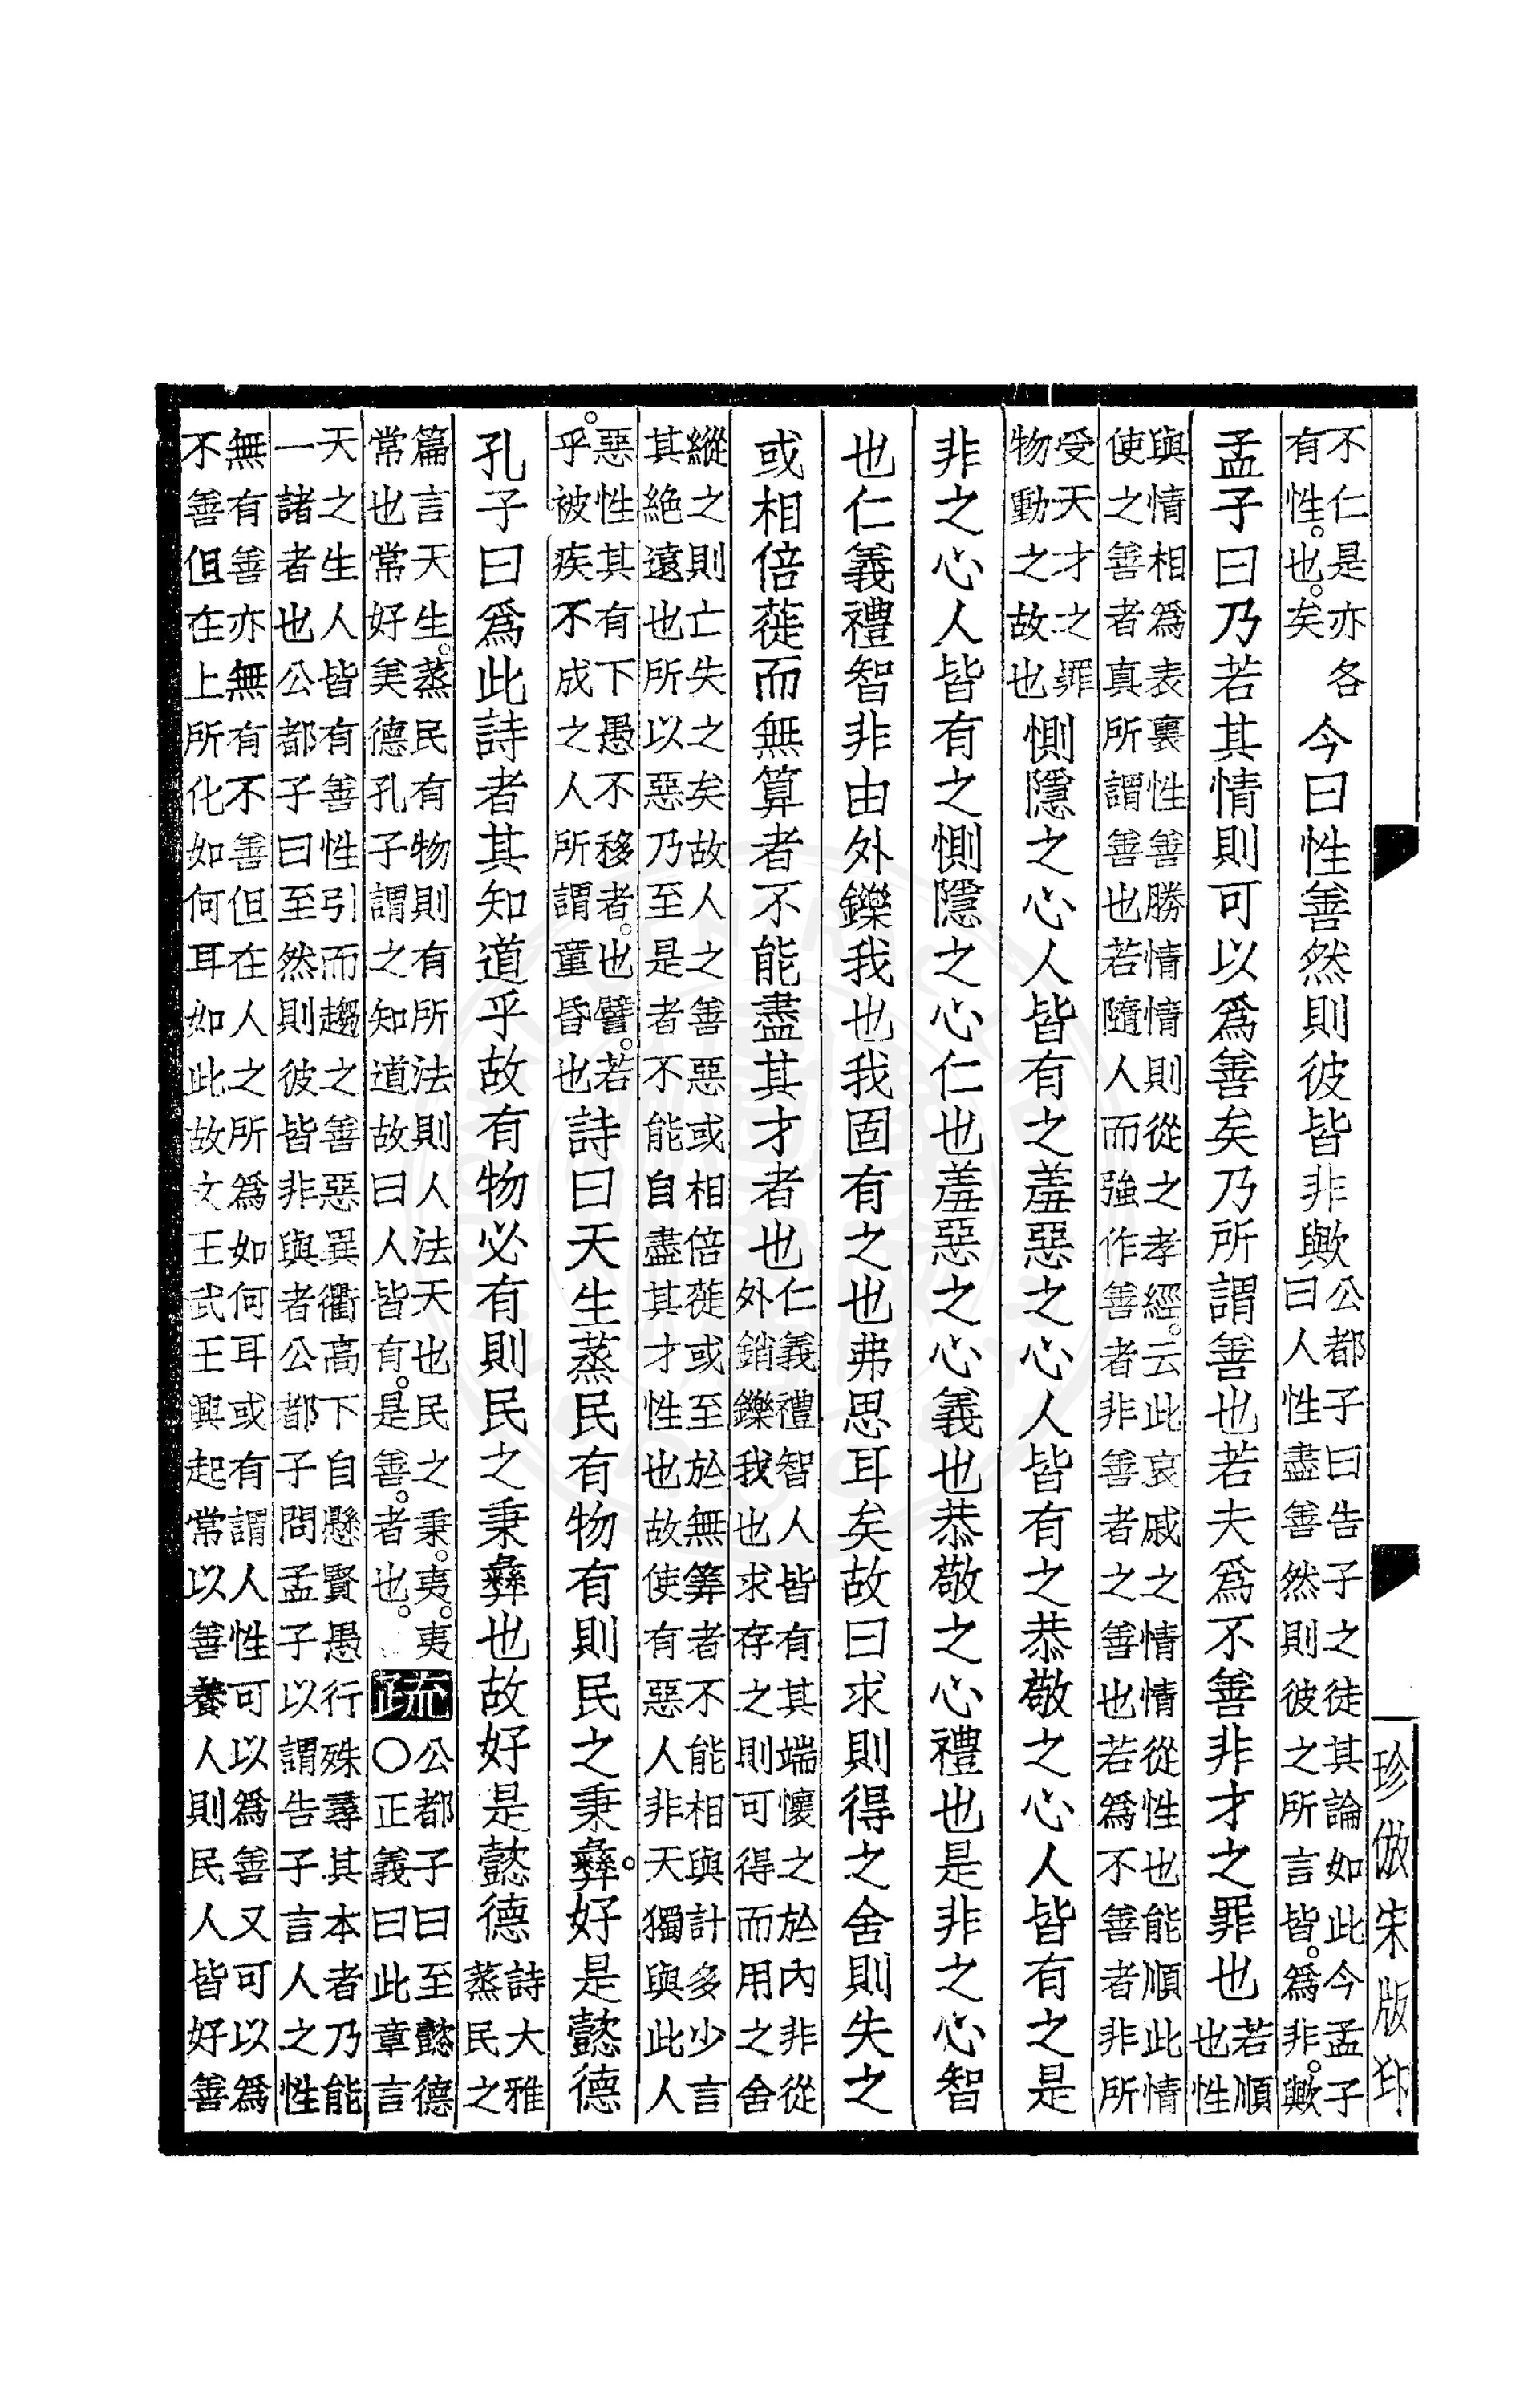 不仁是亦各
有性。也。矣
今曰性善然則彼皆非歟
公都子曰告子之徒其論如此今孟子
曰人性盡善然則彼之所言皆。爲非。歟
孟子曰乃若其情則可以爲善矣乃所謂善也若夫爲不善非才之罪也
若順
也性
與情相爲表裏性善勝情情則從之孝經。云此哀戚之情情從性也能順此情
使之善者真所謂善也若隨人而強作善者非善者之善也若爲不善者非所
受天才之罪
物動之故也
惻隱之心人皆有之羞惡之心人皆有之恭敬之心人皆有之是
非之心人皆有之惻隱之心仁也羞惡之心義也恭敬之心禮也是非之心智
也仁義禮智非由外鑠我也我固有之也弗思耳矣故曰求則得之舍則失之
或相倍蓰而無算者不能盡其才者也
仁義禮智人皆有其端懷之於內非從
外銷鑠我也求存之則可得而用之舍
縱之則亡失之矣故人之善惡或相倍蓰或至於無筭者不能相與計多少言
其絕遠也所以惡乃至是者不能自盡其才性也故使有惡人非天獨與此人
惡性其有下愚不移者。也譬。若
。乎被疾不成之人所謂童昏也
詩曰天生蒸民有物有則民之秉彝。好是懿德
孔子曰爲此詩者其知道乎故有物必有則民之秉彝也故好是懿德
詩大雅
蒸民之
篇言天生。蒸民有物則有所法則人法天也民之秉。夷。夷
常也常好美德孔子謂之知道故曰人皆有。是善。者也。
疏
公都子曰至懿德
○正義曰此章言
天之生人皆有善性引而趨之善惡異衢高下自懸賢愚行殊尋其本者乃能
一諸者也公都子曰至然則彼皆非與者公都子問孟子以謂告子言人之性
無有善亦無有不善但在人之所爲如何耳或有謂人性可以爲善又可以爲
不善但在上所化如何耳如此故文王武王興起常以善養人則民人皆好善
珍倣宋版印